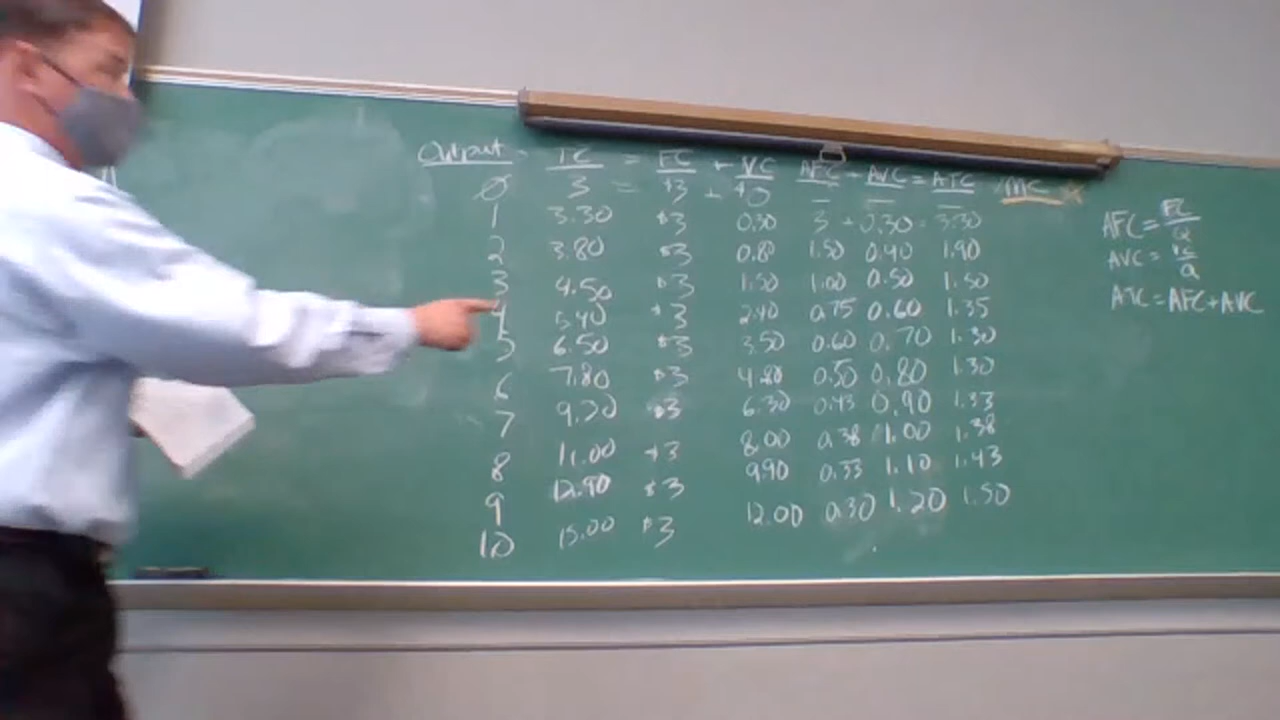 Output = TC = FC + VC AFC + AVC = ATC MC
0 3 = $3 + $0 — — —
1 3.30 $3 0.30 3 + 0.30 = 3.30
2 3.80 $3 0.80 1.50 0.40 1.90
3 4.50 $3 1.50 1.00 0.50 1.50
4 5.40 $3 2.40 0.75 0.60 1.35
5 6.50 $3 3.50 0.60 0.70 1.30
6 7.80 $3 4.80 0.50 0.80 1.30
7 9.30 $3 6.30 0.43 0.90 1.33
8 11.00 $3 8.00 0.38 1.00 1.38
9 12.90 $3 9.90 0.33 1.10 1.43
10 15.00 $3 12.00 0.30 1.20 1.50
AFC = FC/Q
AVC = VC/Q
ATC = AFC + AVC